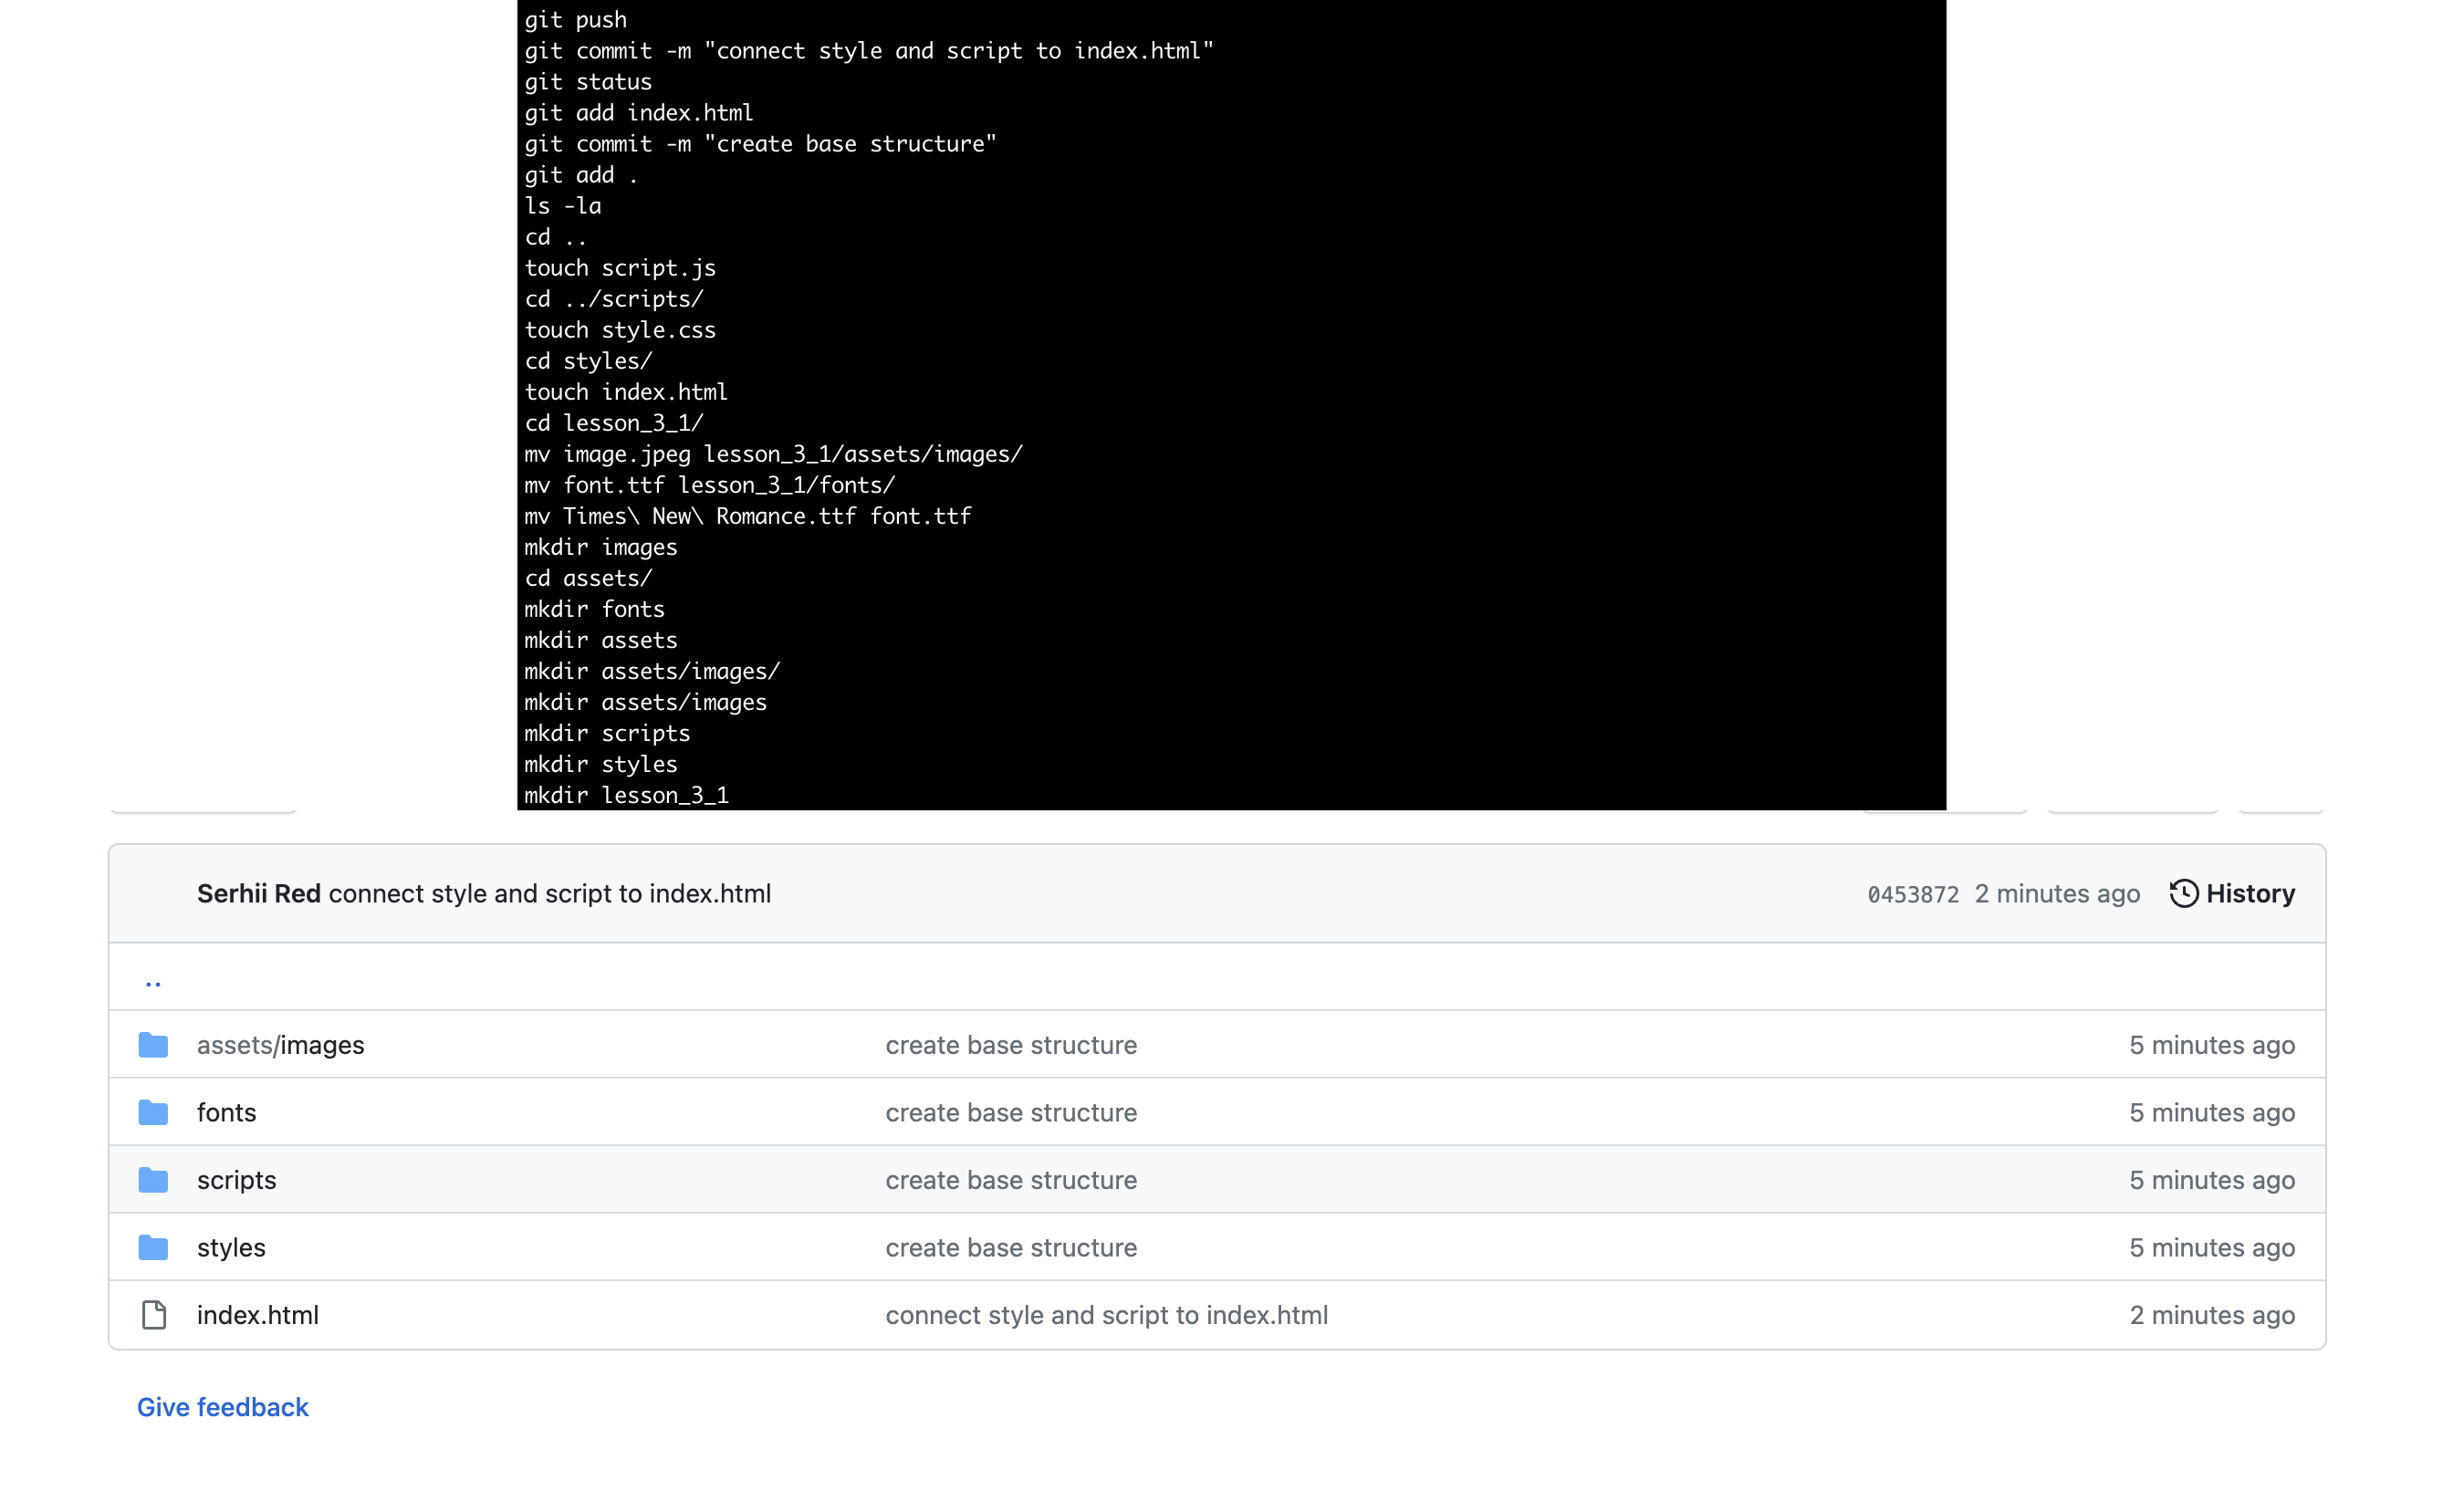 git push
git commit -m "connect style and script to index.html"
git status
git add index.html
git commit -m "create base structure"
git add .
ls -la
cd ..
touch script.js
cd ../scripts/
touch style.css
cd styles/
touch index.html
cd lesson_3_1/
mv image.jpeg lesson_3_1/assets/images/
mv font.ttf lesson_3_1/fonts/
mv Times\ New\ Romance.ttf font.ttf
mkdir images
cd assets/
mkdir fonts
mkdir assets
mkdir assets/images/
mkdir assets/images
mkdir scripts
mkdir styles
mkdir lesson_3_1
Serhii Red connect style and script to index.html 0453872 2 minutes ago History
..
assets/images create base structure 5 minutes ago
fonts create base structure 5 minutes ago
scripts create base structure 5 minutes ago
styles create base structure 5 minutes ago
index.html connect style and script to index.html 2 minutes ago
Give feedback